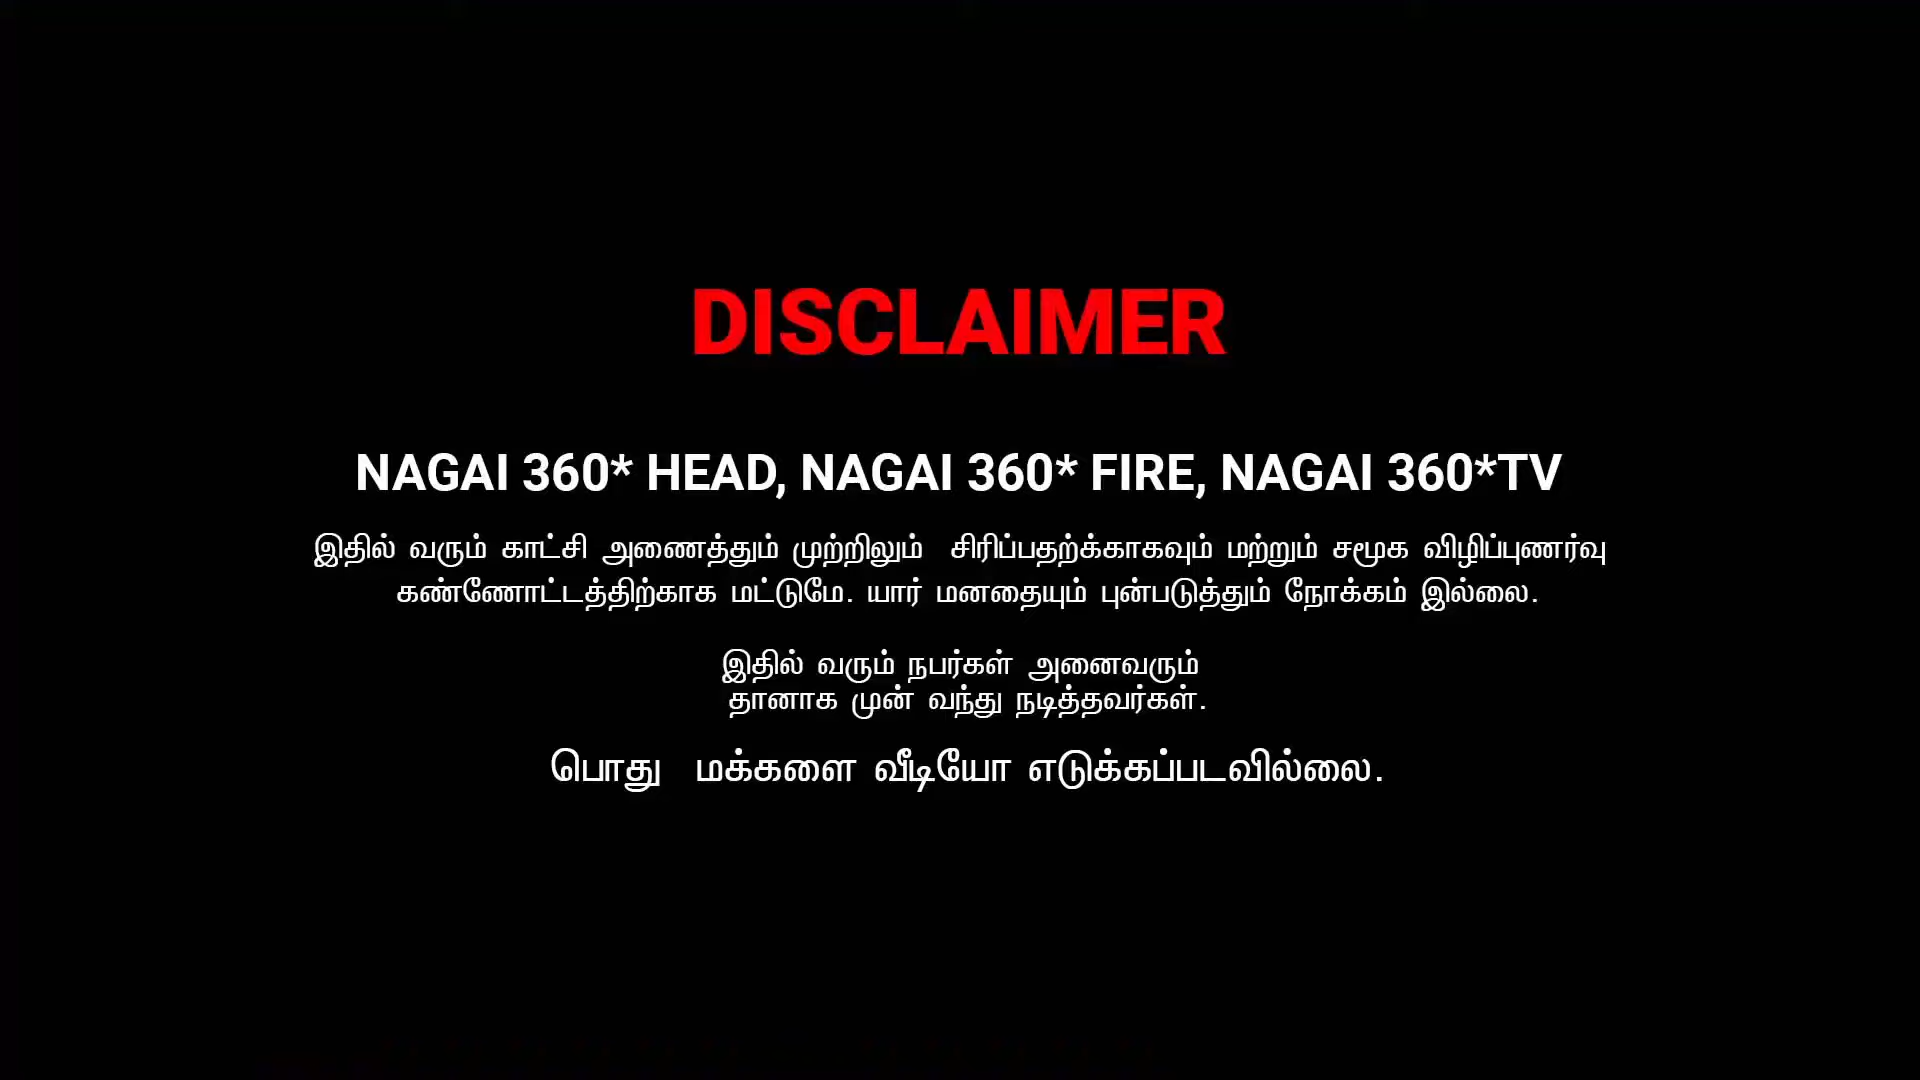 DISCLAIMER
NAGAI 360* HEAD, NAGAI 360* FIRE, NAGAI 360*TV
இதில் வரும் காட்சி அணைத்தும் முற்றிலும் சிரிப்பதற்க்காகவும் மற்றும் சமூக விழிப்புணர்வு
கண்ணோட்டத்திற்காக மட்டுமே. யார் மனதையும் புன்படுத்தும் நோக்கம் இல்லை.
இதில் வரும் நபர்கள் அனைவரும்
தானாக முன் வந்து நடித்தவர்கள்.
பொது மக்களை வீடியோ எடுக்கப்படவில்லை.